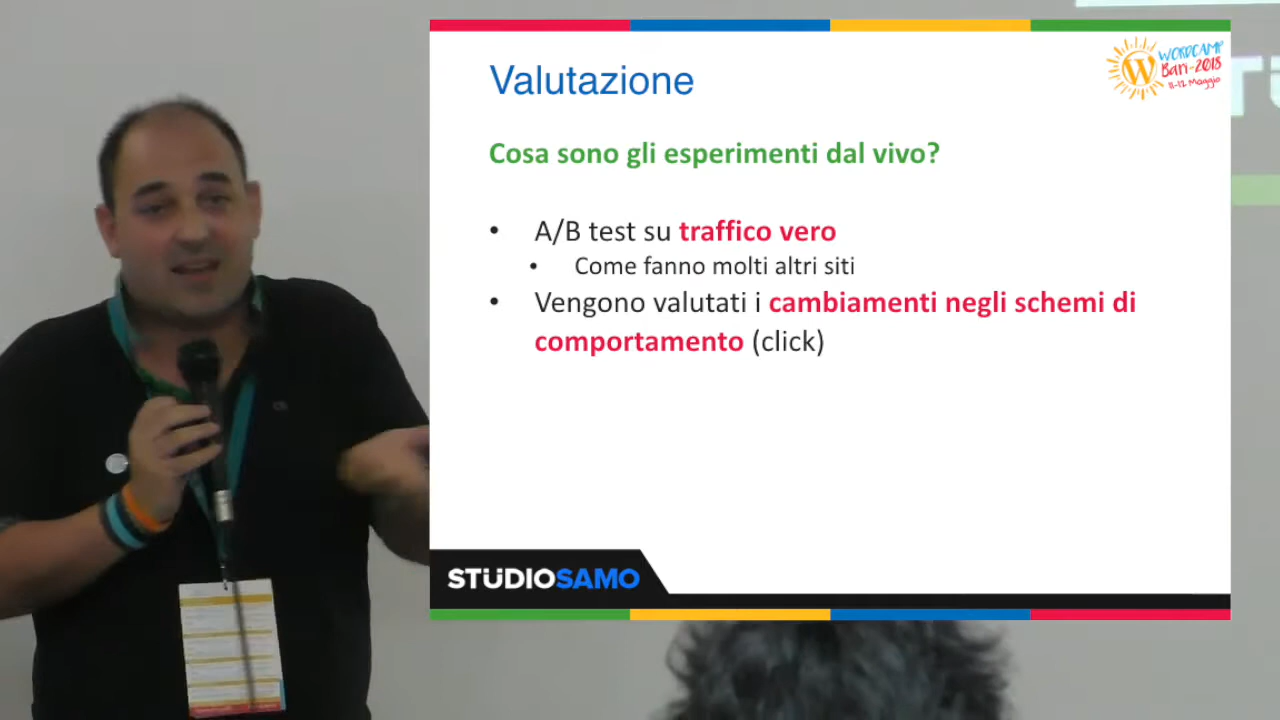 Valutazione
WORDCAMP
Bari-2018
11-12 Maggio
Cosa sono gli esperimenti dal vivo?
• A/B test su traffico vero
• Come fanno molti altri siti
• Vengono valutati i cambiamenti negli schemi di
comportamento (click)
STUDIOSAMO